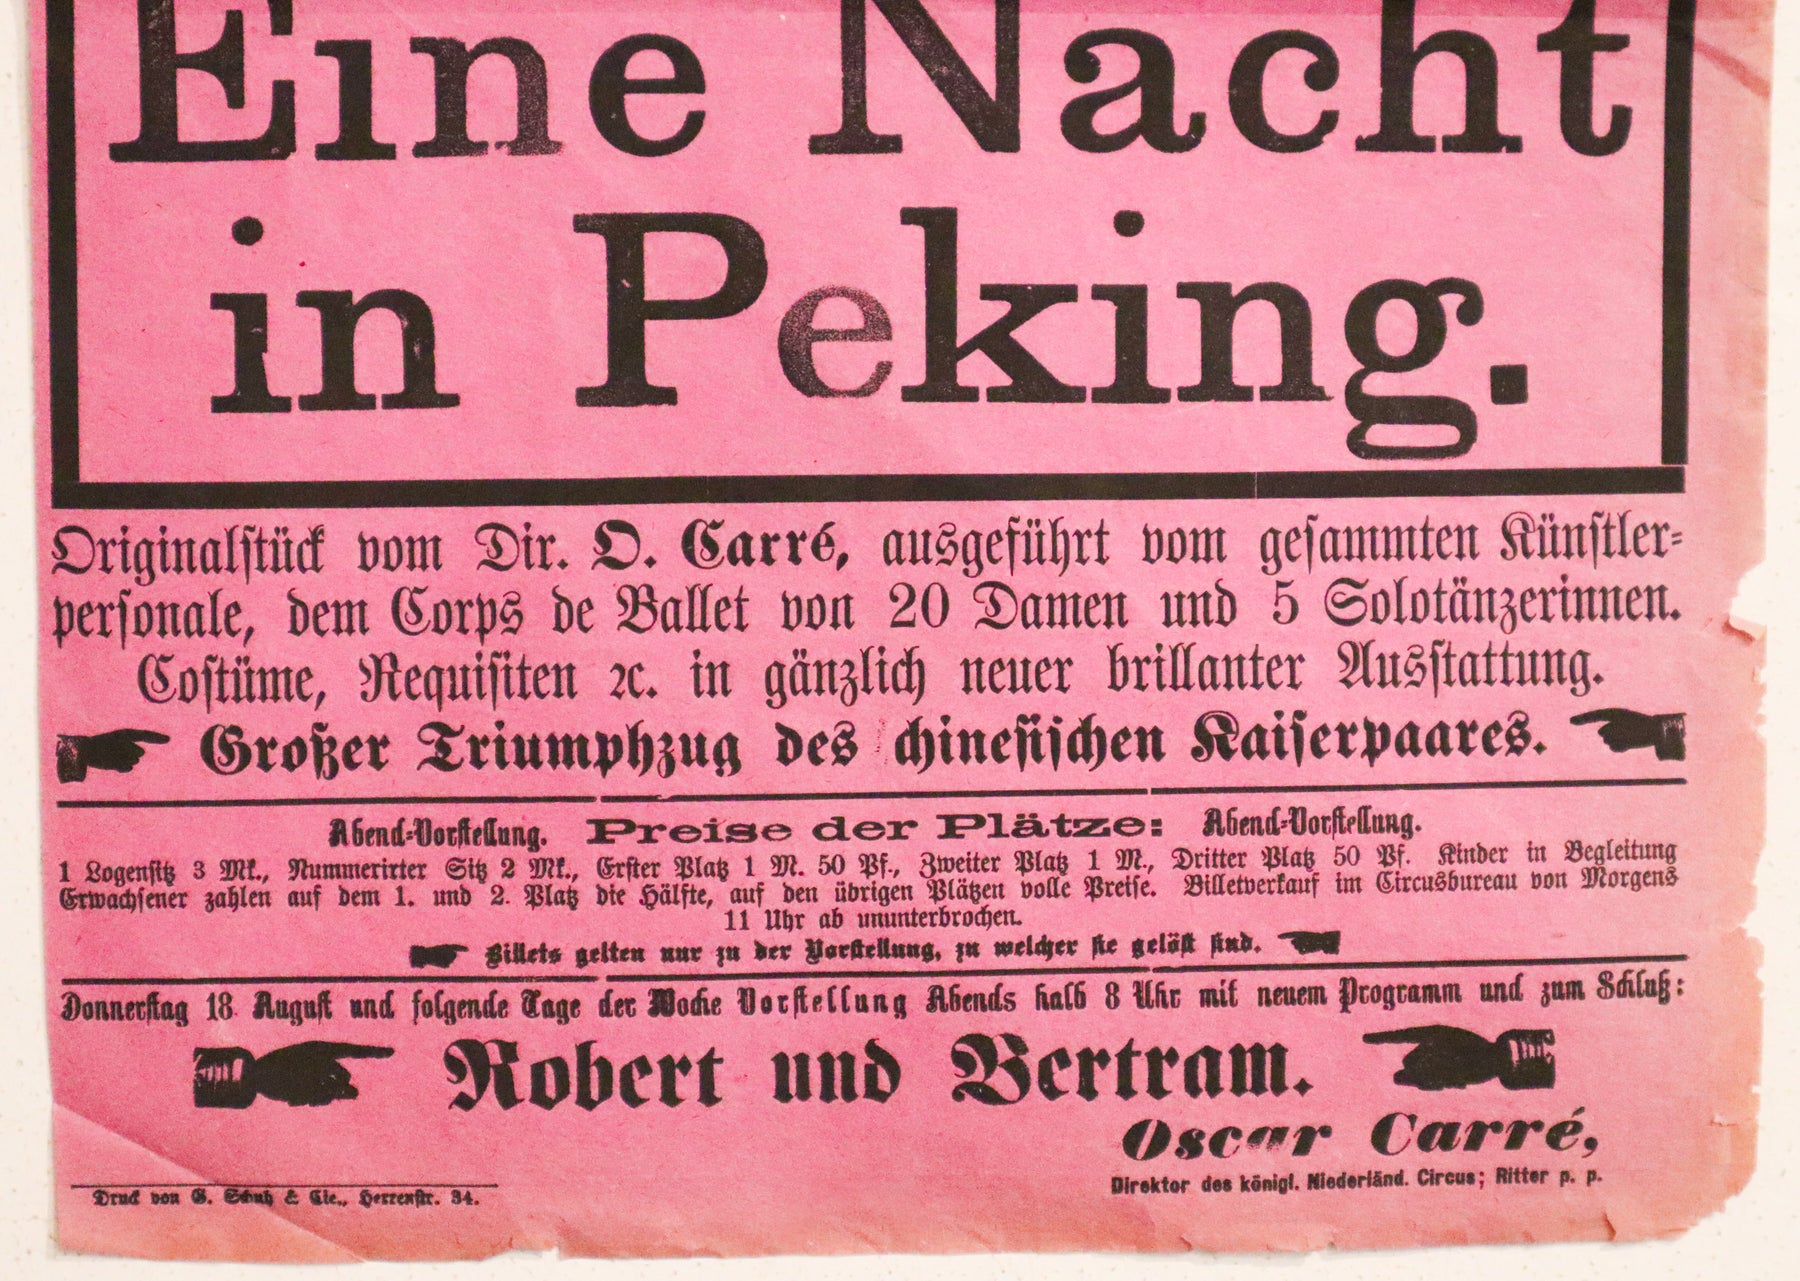 Eine Nacht
in Peking.
Originalstück vom Dir. O. Carré, ausgeführt vom gesammten Künstler-
personale, dem Corps de Ballet von 20 Damen und 5 Solotänzerinnen.
Costüme, Requisiten ꝛc. in gänzlich neuer brillanter Ausstattung.
Großer Triumphzug des chinesischen Kaiserpaares.
Abend-Vorstellung. Preise der Plätze: Abend-Vorstellung.
1 Logensitz 3 Mk., Nummerirter Sitz 2 Mk., Erster Platz 1 M. 50 Pf., Zweiter Platz 1 M., Dritter Platz 50 Pf. Kinder in Begleitung
Erwachsener zahlen auf dem 1. und 2. Platz die Hälfte, auf den übrigen Plätzen volle Preise. Billetverkauf im Circusbureau von Morgens
11 Uhr ab ununterbrochen.
Billets gelten nur zu der Vorstellung, zu welcher sie gelöst sind.
Donnerstag 18 August und folgende Tage der Woche Vorstellung Abends halb 8 Uhr mit neuem Programm und zum Schluß:
Robert und Bertram.
Oscar Carré,
Direktor des königl. Niederländ. Circus; Ritter p. p.
Druck von G. Schutz & Cie., Herrenstr. 34.